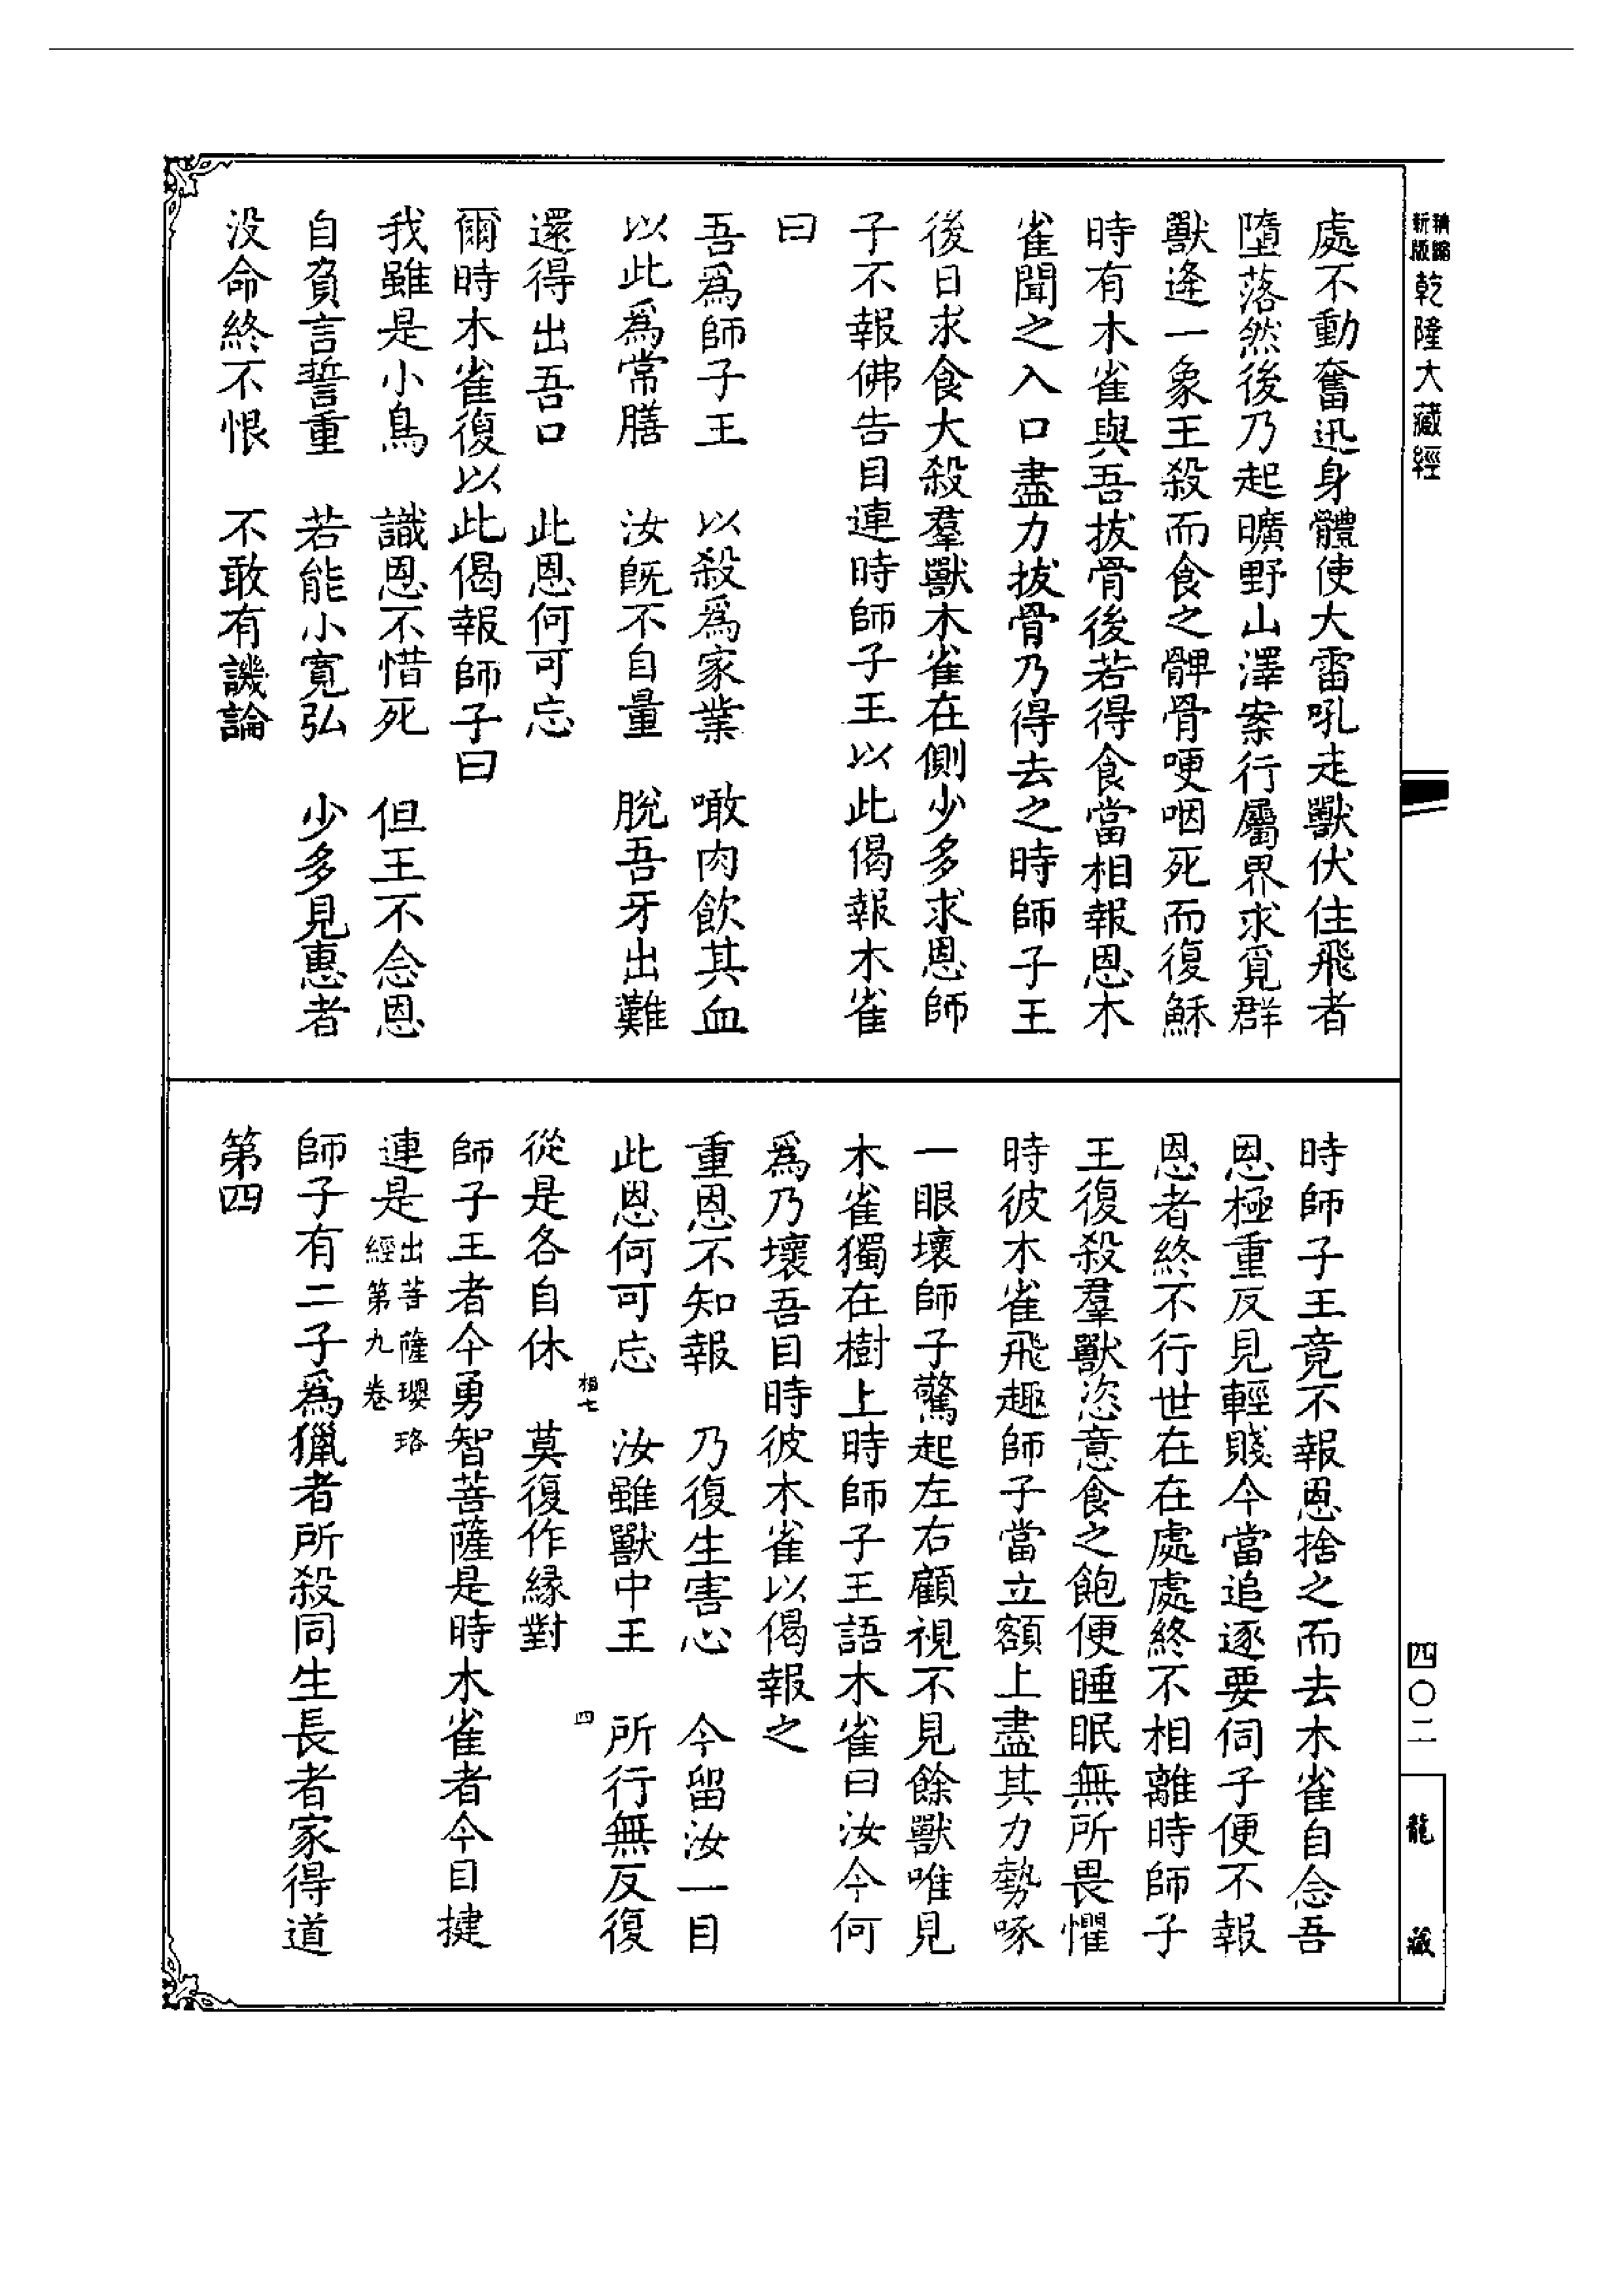 精縮新版乾隆大藏經
處不動奮迅身體使大雷吼走獸伏住飛者
墮落然後乃起曠野山澤案行屬界求覓群
獸逢一象王殺而食之髀骨哽咽死而復穌
時有木雀與吾拔骨後若得食當相報恩木
雀聞之入口盡力拔骨乃得去之時師子王
後日求食大殺羣獸木雀在側少多求恩師
子不報佛告目連時師子王以此偈報木雀
曰
吾爲師子王　以殺爲家業　噉肉飲其血
以此爲常膳　汝旣不自量　脫吾牙出難
還得出吾口　此恩何可忘
爾時木雀復以此偈報師子曰
我雖是小鳥　識恩不惜死　但王不念恩
自負言誓重　若能小寬弘　少多見惠者
没命終不恨　不敢有譏論
時師子王竟不報恩捨之而去木雀自念吾
恩極重反見輕賤今當追逐要伺子便不報
恩者終不行世在在處處終不相離時師子
王復殺羣獸恣意食之飽便睡眠無所畏懼
時彼木雀飛趣師子當立額上盡其力勢啄
一眼壞師子驚起左右顧視不見餘獸唯見
木雀獨在樹上時師子王語木雀曰汝今何
爲乃壞吾目時彼木雀以偈報之
重恩不知報　乃復生害心　今留汝一目
此恩何可忘　汝雖獸中王　所行無反復
相七　四
從是各自休　莫復作緣對
師子王者今勇智菩薩是時木雀者今目揵
連是出菩薩瓔珞經第九卷
師子有二子爲獵者所殺同生長者家得道
第四
四〇二
龍藏